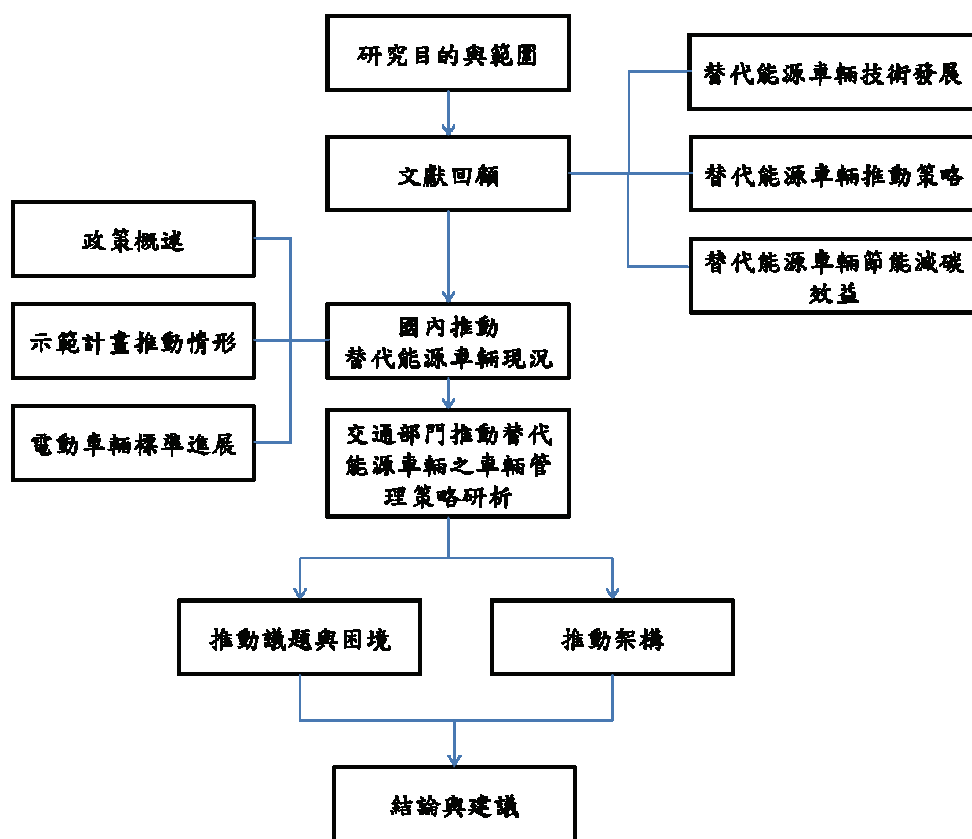 研究目的與範圍
文獻回顧
替代能源車輛技術發展
替代能源車輛推動策略
替代能源車輛節能減碳
效益
政策概述
示範計畫推動情形
電動車輛標準進展
國內推動
替代能源車輛現況
交通部門推動替代
能源車輛之車輛管
理策略研析
推動議題與困境
推動架構
結論與建議